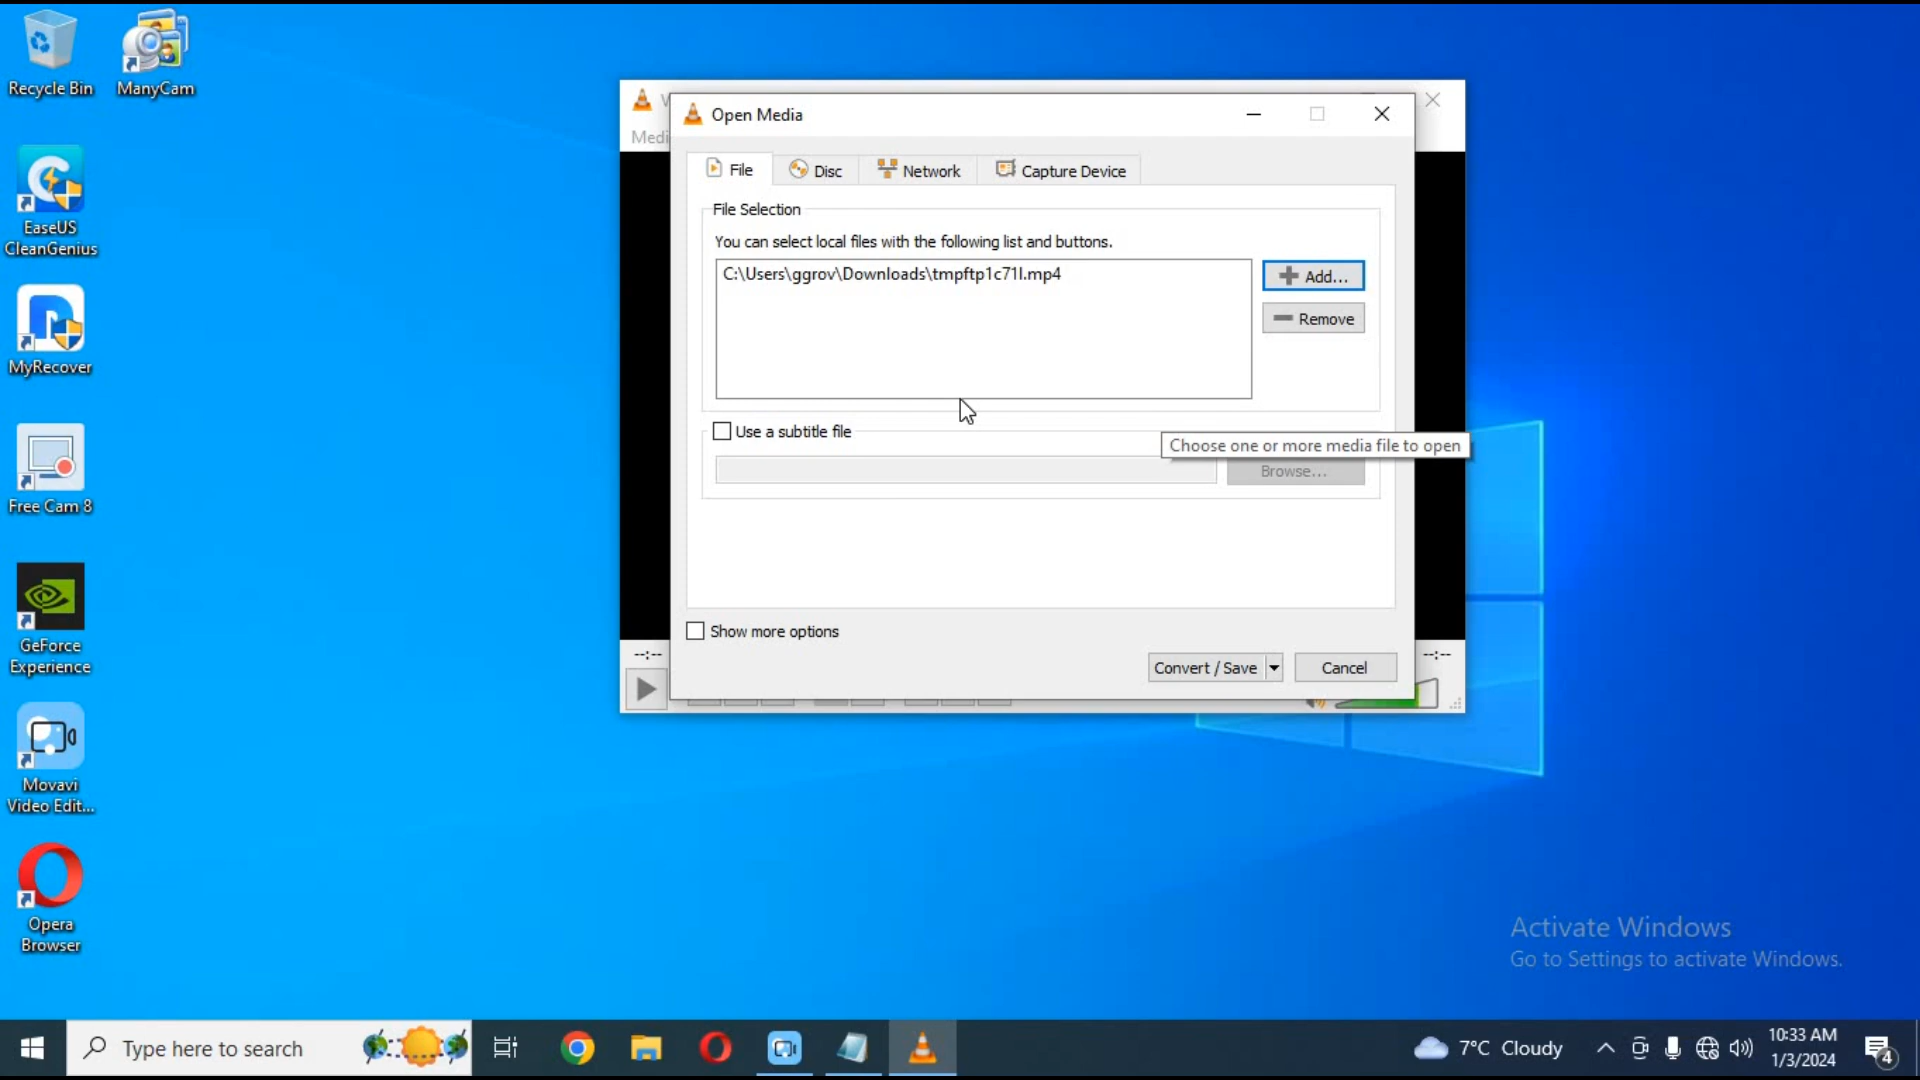 Recycle Bin
ManyCam
EaseUS
CleanGenius
MyRecover
Free Cam 8
GeForce
Experience
Movavi
Video Edit...
Opera
Browser
Medi
Open Media
File
Disc
Network
Capture Device
File Selection
You can select local files with the following list and buttons.
C:\Users\ggrov\Downloads\tmpftp1c71l.mp4
Add...
Remove
Use a subtitle file
Choose one or more media file to open
Browse...
Show more options
--:--
--:--
Convert / Save
Cancel
Activate Windows
Go to Settings to activate Windows.
Type here to search
7°C Cloudy
10:33 AM
1/3/2024
4